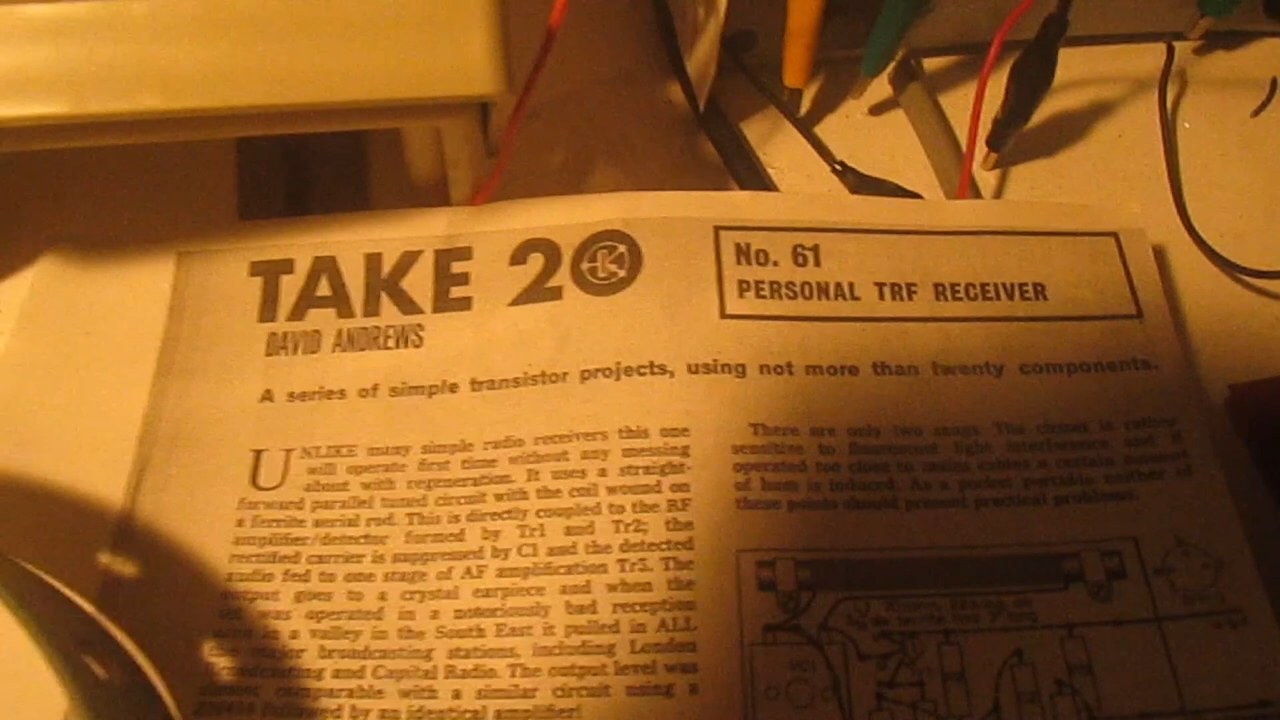 TAKE 20
DAVID ANDREWS
No. 61
PERSONAL TRF RECEIVER
A series of simple transistor projects, using not more than twenty components.
UNLIKE many simple radio receivers this one
will operate first time without any messing
about with regeneration. It uses a straight-
forward parallel tuned circuit with the coil wound on
a ferrite aerial rod. This is directly coupled to the RF
amplifier/detector formed by Tr1 and Tr2; the
rectified carrier is suppressed by C1 and the detected
audio fed to one stage of AF amplification Tr3. The
output goes to a crystal earpiece and when the
was operated in a notoriously bad reception
a valley in the South East it pulled in ALL
the major broadcasting stations, including London
Broadcasting and Capital Radio. The output level was
almost comparable with a similar circuit using a
followed by an identical amplifier!
There are only two snags. The circuit is rather
sensitive to fluorescent light interference, and if
operated too close to mains cables a certain amount
of hum is induced. As a pocket portable neither of
these points should present practical problems.
VC1